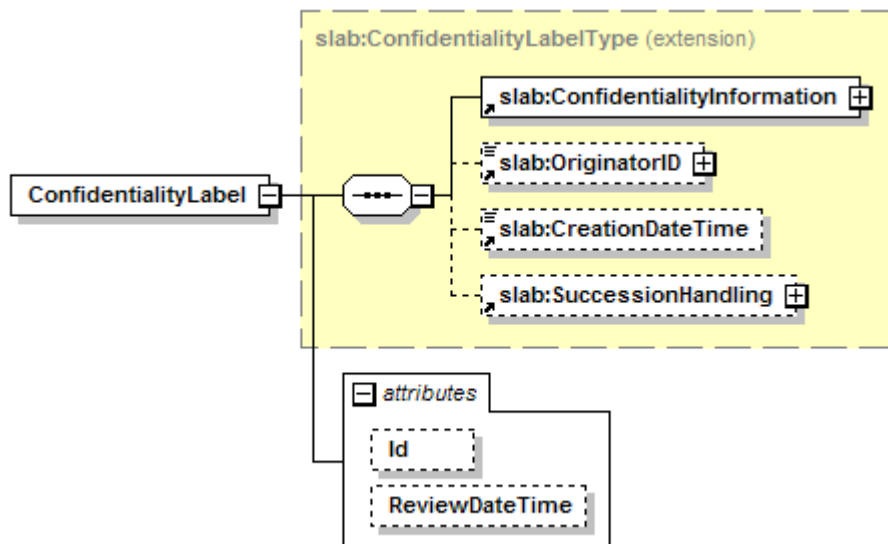 slab:ConfidentialityLabelType (extension)
slab:ConfidentialityInformation
slab:OriginatorID
ConfidentialityLabel
slab:CreationDateTime
slab:SuccessionHandling
attributes
Id
ReviewDateTime